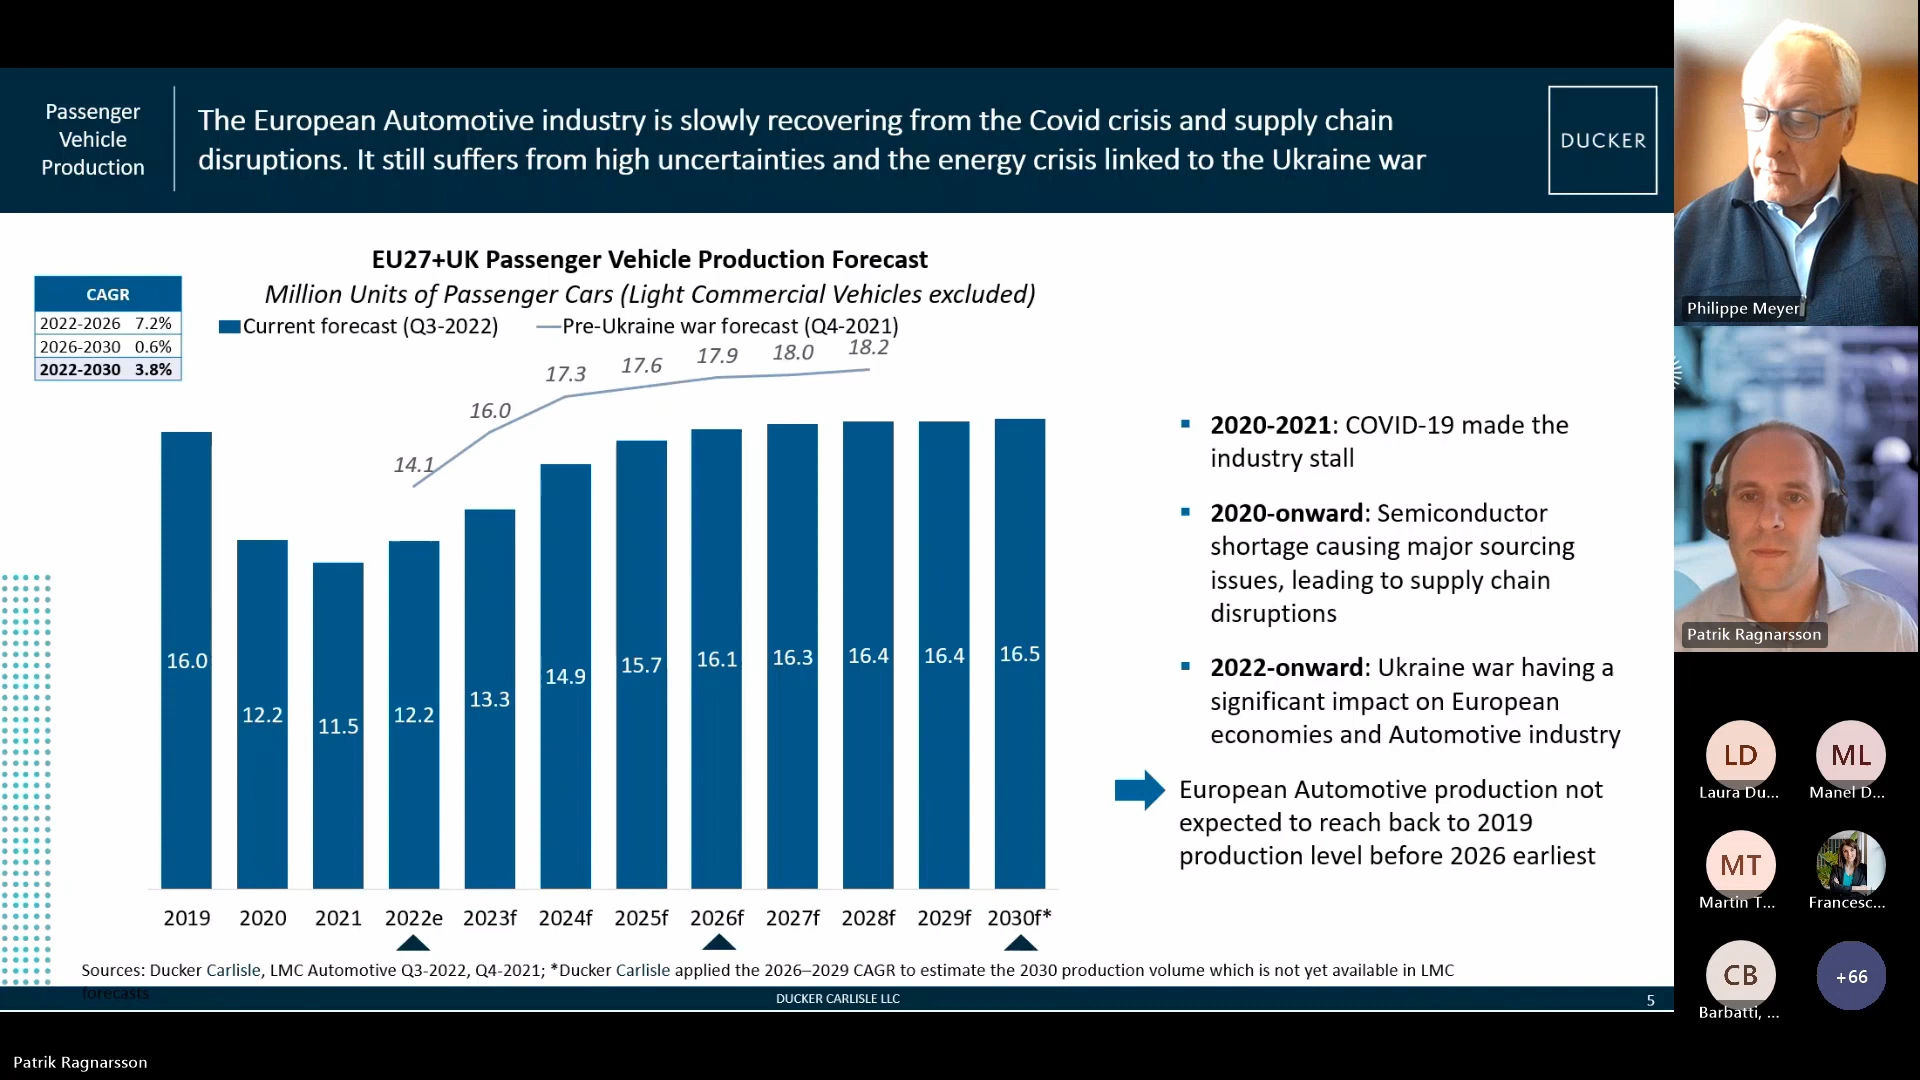 Passenger
Vehicle
Production
The European Automotive industry is slowly recovering from the Covid crisis and supply chain
disruptions. It still suffers from high uncertainties and the energy crisis linked to the Ukraine war
DUCKER
EU27+UK Passenger Vehicle Production Forecast
Million Units of Passenger Cars (Light Commercial Vehicles excluded)
Current forecast (Q3-2022) Pre-Ukraine war forecast (Q4-2021)
CAGR
2022-2026 7.2%
2026-2030 0.6%
2022-2030 3.8%
14.1 16.0 17.3 17.6 17.9 18.0 18.2
16.0 12.2 11.5 12.2 13.3 14.9 15.7 16.1 16.3 16.4 16.4 16.5
2019 2020 2021 2022e 2023f 2024f 2025f 2026f 2027f 2028f 2029f 2030f*
2020-2021: COVID-19 made the
industry stall
2020-onward: Semiconductor
shortage causing major sourcing
issues, leading to supply chain
disruptions
2022-onward: Ukraine war having a
significant impact on European
economies and Automotive industry
European Automotive production not
expected to reach back to 2019
production level before 2026 earliest
Sources: Ducker Carlisle, LMC Automotive Q3-2022, Q4-2021; *Ducker Carlisle applied the 2026–2029 CAGR to estimate the 2030 production volume which is not yet available in LMC
forecasts
DUCKER CARLISLE LLC
5
Philippe Meyer
Patrik Ragnarsson
LD
Laura Du...
ML
Manel D...
MT
Martin T...
Francesc...
CB
Barbatti, ...
+66
Patrik Ragnarsson